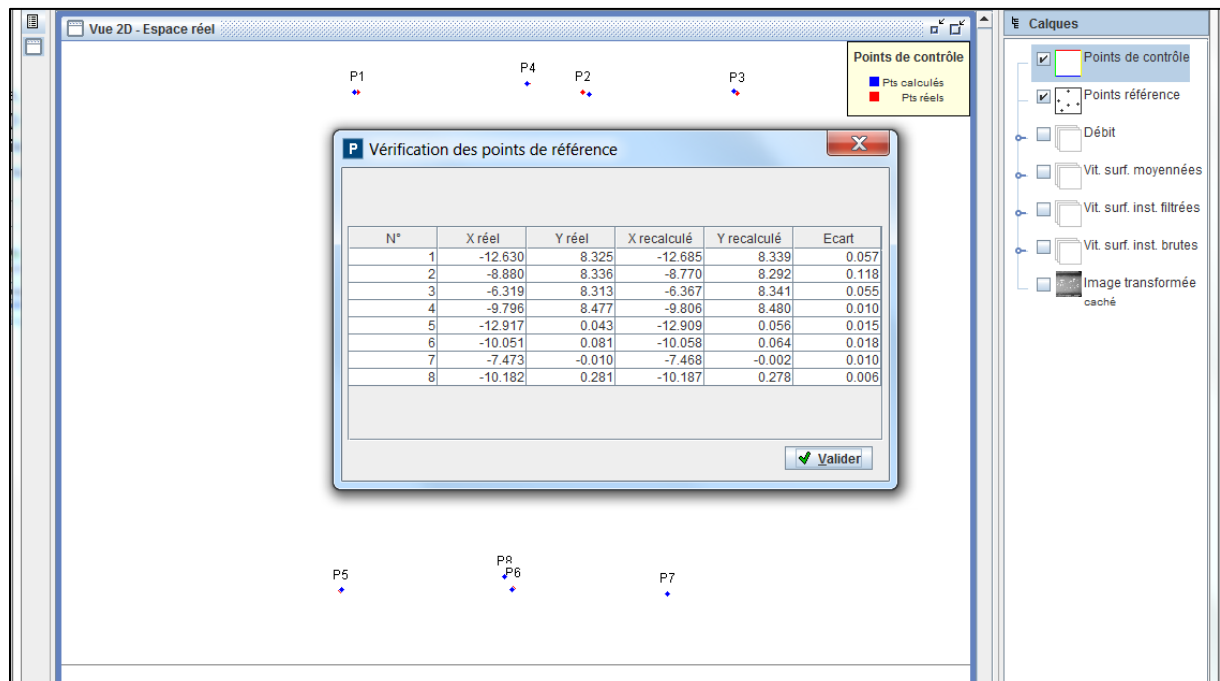 Vue 2D - Espace réel
P1
P4
P2
P3
Points de contrôle
Pts calculés
Pts réels
P Vérification des points de référence
N° X réel Y réel X recalculé Y recalculé Ecart
1 -12.630 8.325 -12.685 8.339 0.057
2 -8.880 8.336 -8.770 8.292 0.118
3 -6.319 8.313 -6.367 8.341 0.055
4 -9.796 8.477 -9.806 8.480 0.010
5 -12.917 0.043 -12.909 0.056 0.015
6 -10.051 0.081 -10.058 0.064 0.018
7 -7.473 -0.010 -7.468 -0.002 0.010
8 -10.182 0.281 -10.187 0.278 0.006
Valider
P8
P5
P6
P7
Calques
Points de contrôle
Points référence
Débit
Vit. surf. moyennées
Vit. surf. inst. filtrées
Vit. surf. inst. brutes
Image transformée
caché